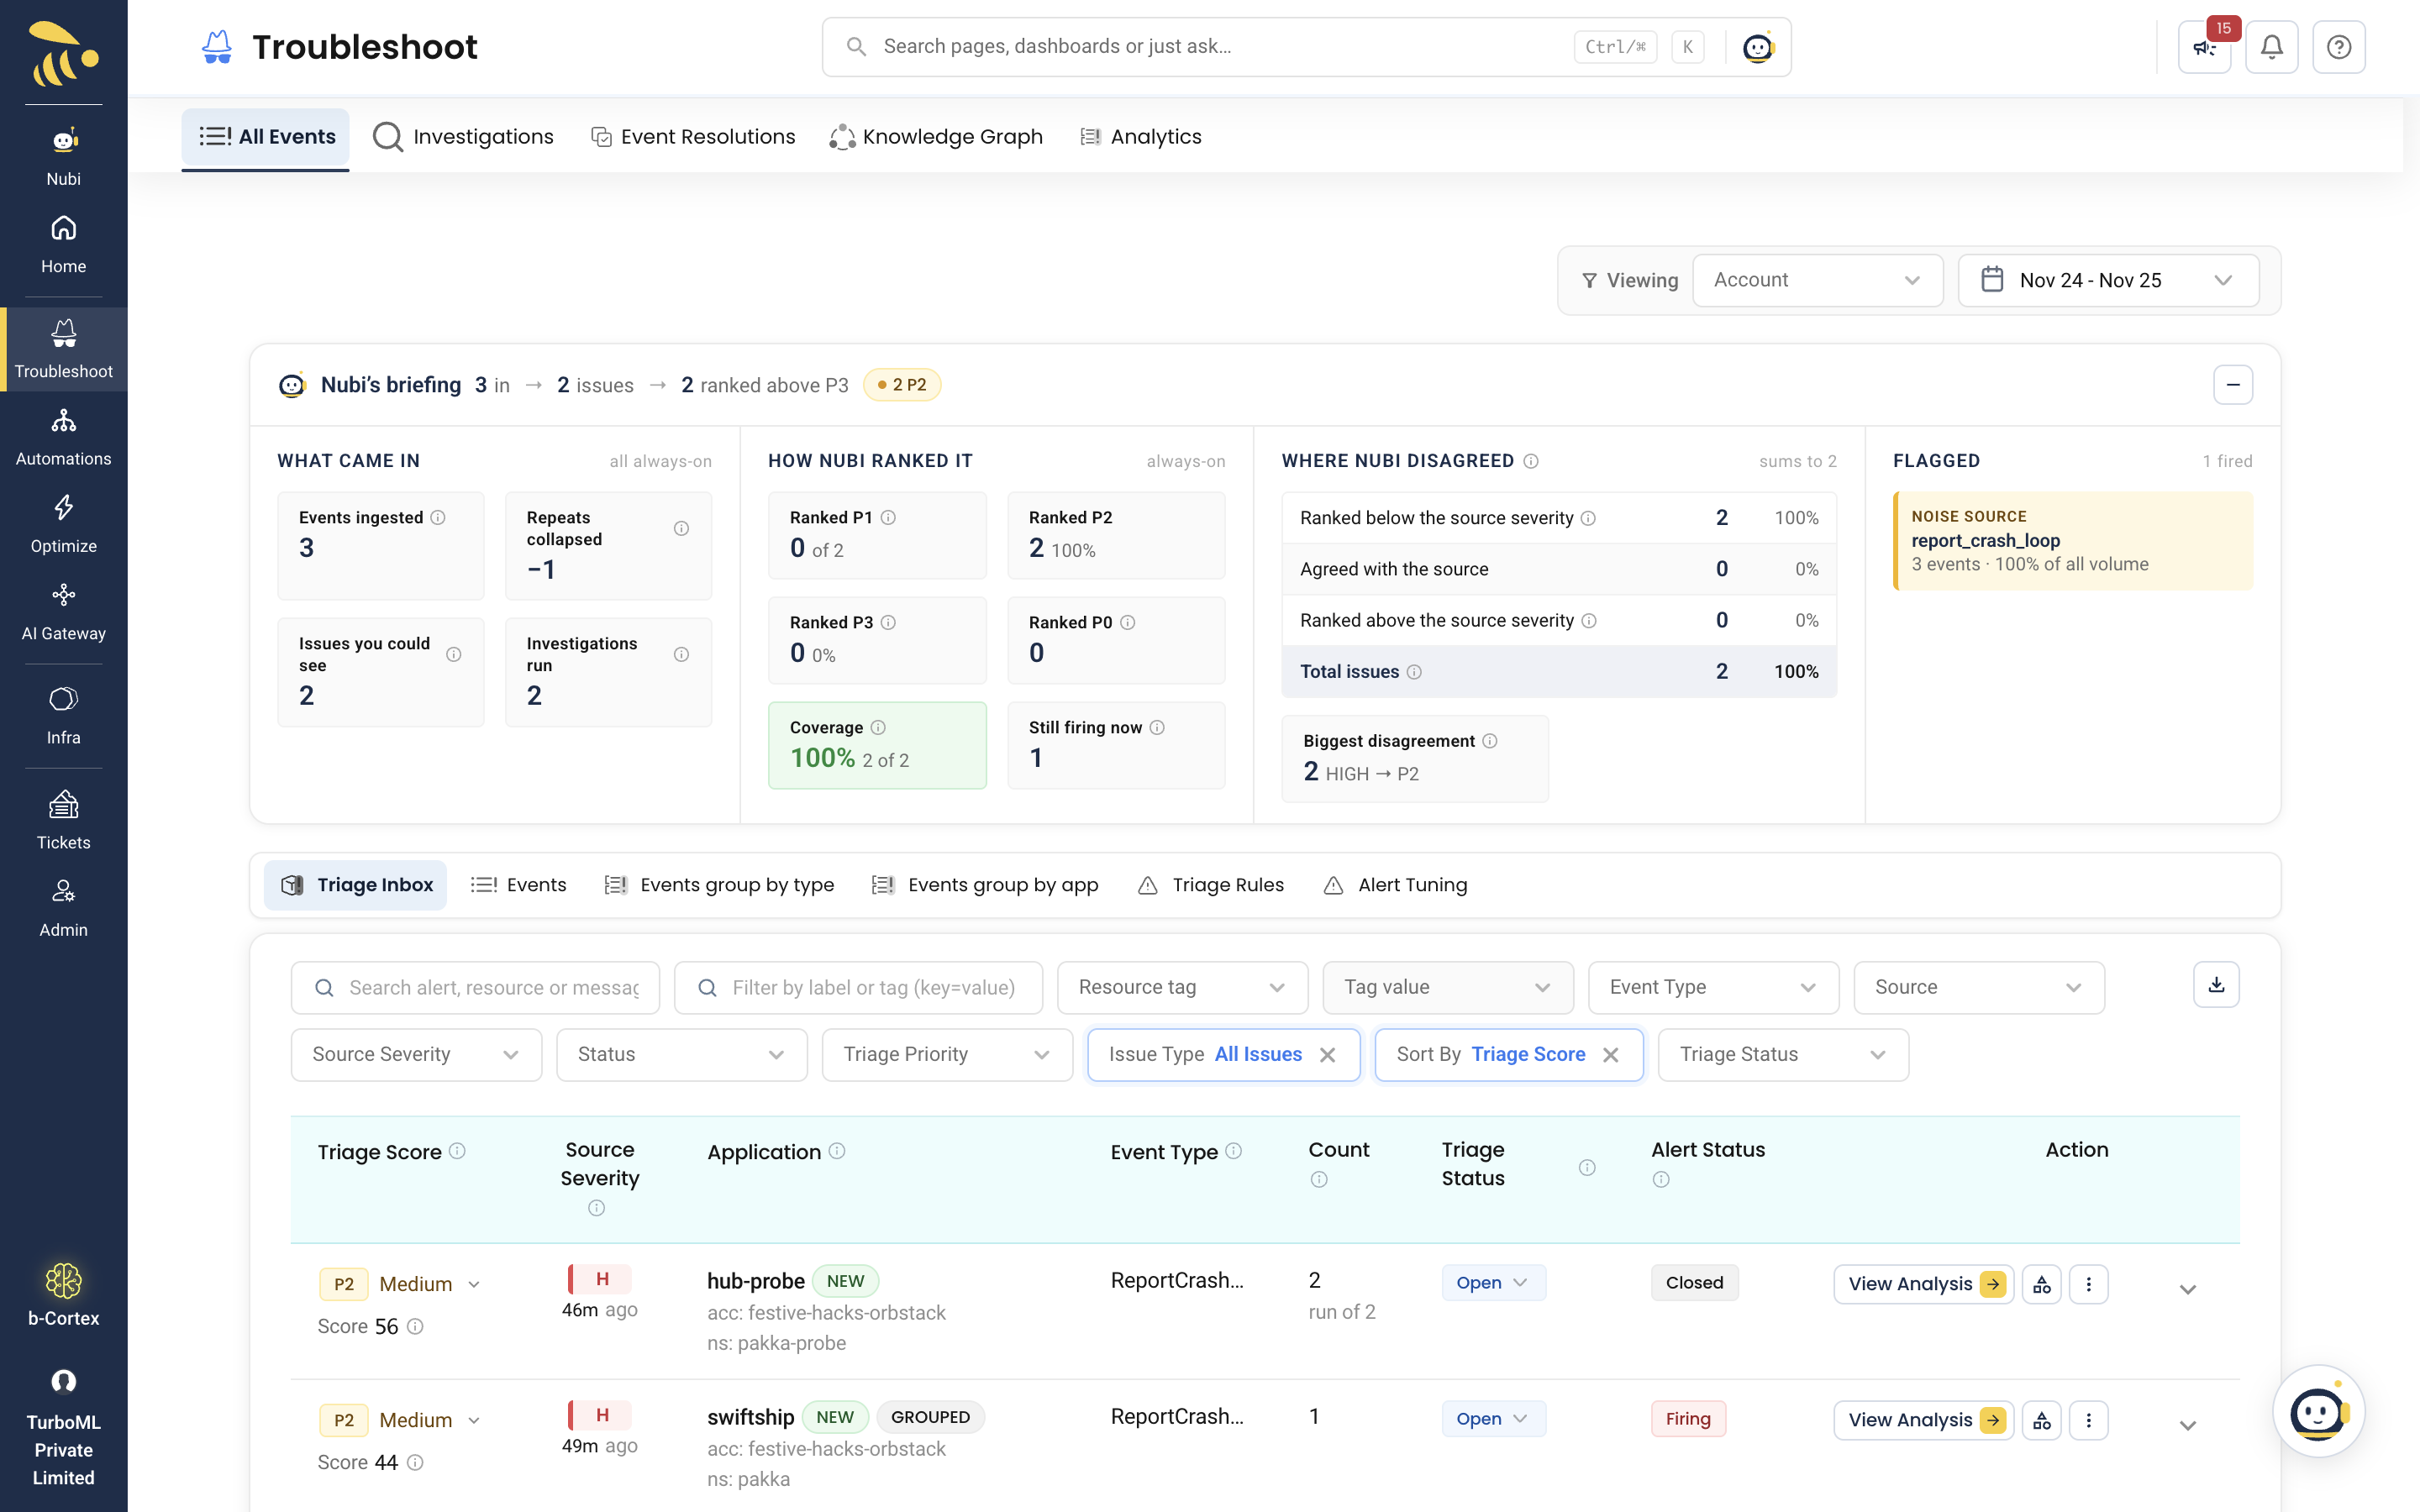 Nubi
Home
Troubleshoot
Automations
Optimize
AI Gateway
Infra
Tickets
Admin
b-Cortex
TurboML
Private
Limited
Troubleshoot
Search pages, dashboards or just ask...
Ctrl/⌘
K
15
All Events
Investigations
Event Resolutions
Knowledge Graph
Analytics
Viewing
Account
Nov 24 - Nov 25
Nubi’s briefing 3 in → 2 issues → 2 ranked above P3 • 2 P2
WHAT CAME IN
all always-on
Events ingested
3
Repeats
collapsed
−1
Issues you could
see
2
Investigations
run
2
HOW NUBI RANKED IT
always-on
Ranked P1
0 of 2
Ranked P2
2 100%
Ranked P3
0 0%
Ranked P0
0
Coverage
100% 2 of 2
Still firing now
1
WHERE NUBI DISAGREED
sums to 2
Ranked below the source severity 2 100%
Agreed with the source 0 0%
Ranked above the source severity 0 0%
Total issues 2 100%
Biggest disagreement
2 HIGH → P2
FLAGGED
1 fired
NOISE SOURCE
report_crash_loop
3 events · 100% of all volume
Triage Inbox
Events
Events group by type
Events group by app
Triage Rules
Alert Tuning
Search alert, resource or messag
Filter by label or tag (key=value)
Resource tag
Tag value
Event Type
Source
Source Severity
Status
Triage Priority
Issue Type All Issues
Sort By Triage Score
Triage Status
Triage Score
Source
Severity
Application
Event Type
Count
Triage
Status
Alert Status
Action
P2 Medium
Score 56
H
46m ago
hub-probe NEW
acc: festive-hacks-orbstack
ns: pakka-probe
ReportCrash...
2
run of 2
Open
Closed
View Analysis
P2 Medium
Score 44
H
49m ago
swiftship NEW GROUPED
acc: festive-hacks-orbstack
ns: pakka
ReportCrash...
1
Open
Firing
View Analysis